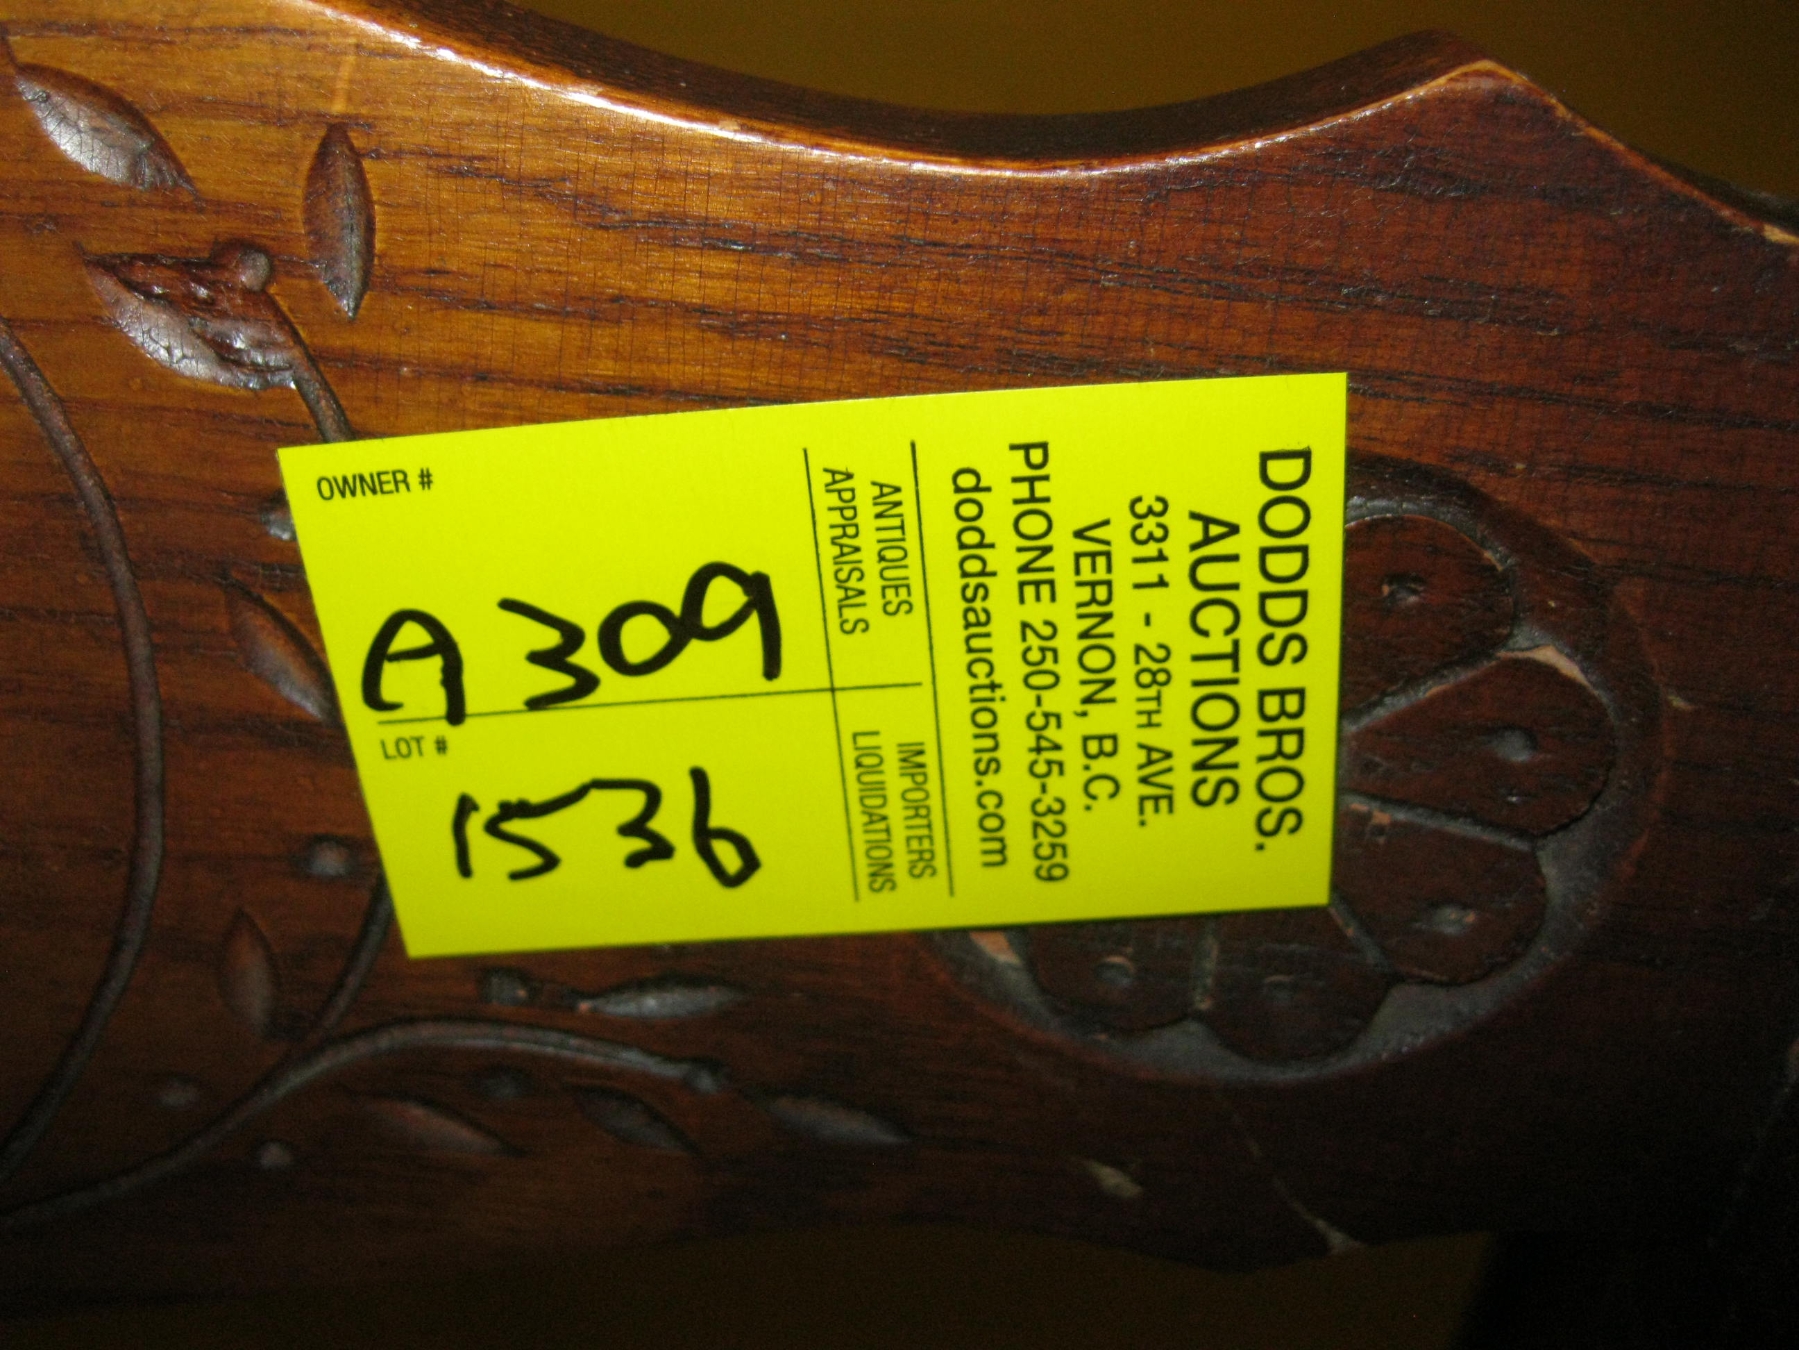 DODDS BROS.
AUCTIONS
3311 - 28TH AVE.
VERNON, B.C.
PHONE 250-545-3259
doddsauctions.com
ANTIQUES
APPRAISALS
IMPORTERS
LIQUIDATIONS
OWNER #
A309
LOT #
1536